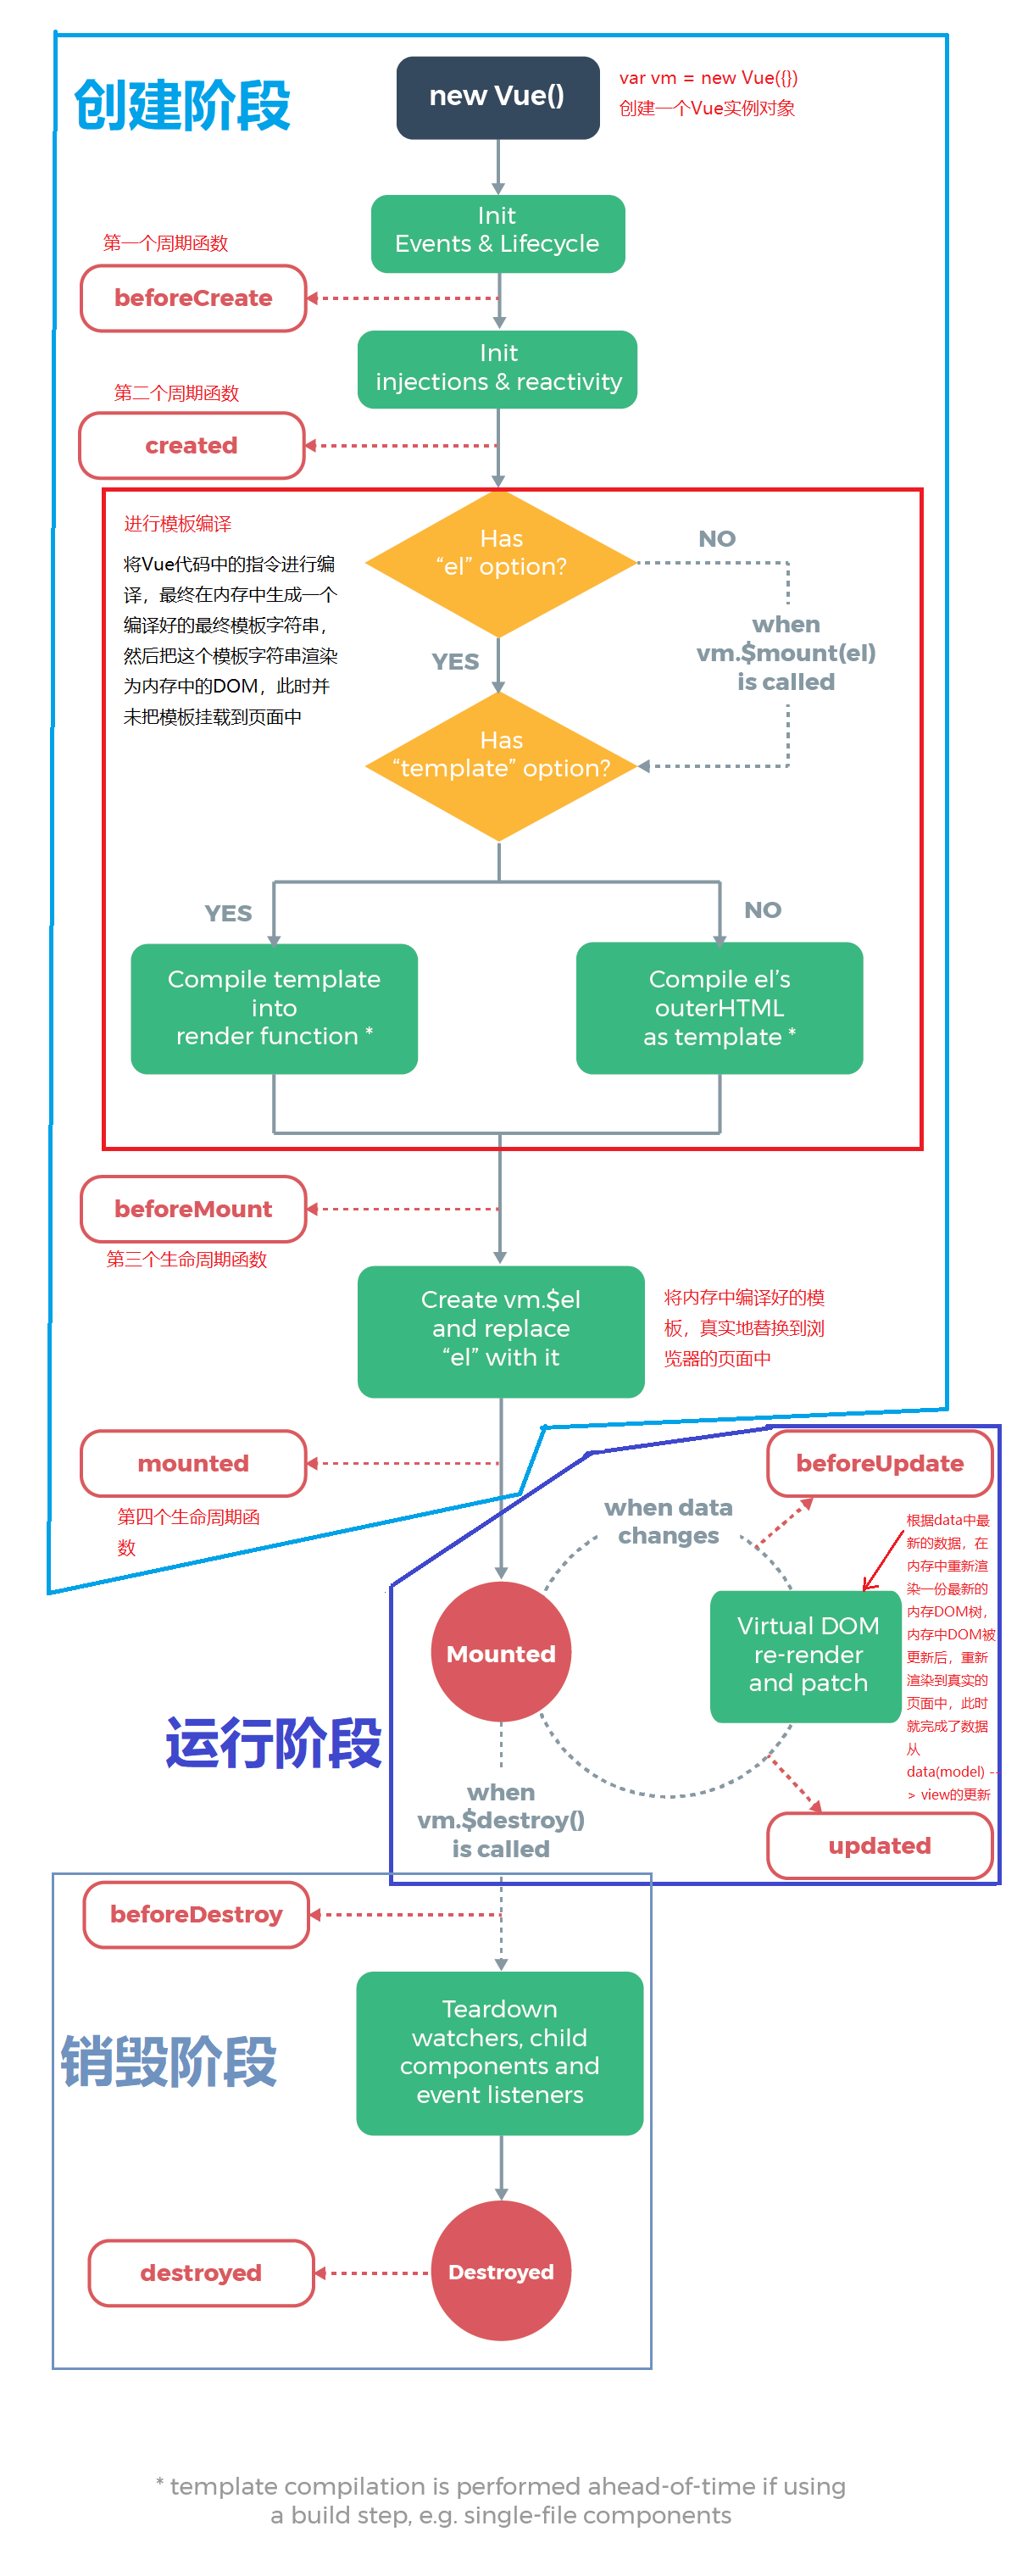 创建阶段
new Vue()
var vm = new Vue({})
创建一个Vue实例对象
Init
Events & Lifecycle
第一个周期函数
beforeCreate
Init
injections & reactivity
第二个周期函数
created
进行模板编译
将Vue代码中的指令进行编
译，最终在内存中生成一个
编译好的最终模板字符串，
然后把这个模板字符串渲染
为内存中的DOM，此时并
未把模板挂载到页面中
Has
“el” option?
NO
when
vm.$mount(el)
is called
YES
Has
“template” option?
YES
NO
Compile template
into
render function *
Compile el’s
outerHTML
as template *
beforeMount
第三个生命周期函数
Create vm.$el
and replace
“el” with it
将内存中编译好的模
板，真实地替换到浏
览器的页面中
mounted
第四个生命周期函
数
beforeUpdate
when data
changes
根据data中最
新的数据，在
内存中重新渲
染一份最新的
内存DOM树，
内存中DOM被
更新后，重新
渲染到真实的
页面中，此时
就完成了数据
从
data(model) --
> view的更新
Mounted
Virtual DOM
re-render
and patch
运行阶段
when
vm.$destroy()
is called
updated
beforeDestroy
销毁阶段
Teardown
watchers, child
components and
event listeners
destroyed
Destroyed
* template compilation is performed ahead-of-time if using
a build step, e.g. single-file components